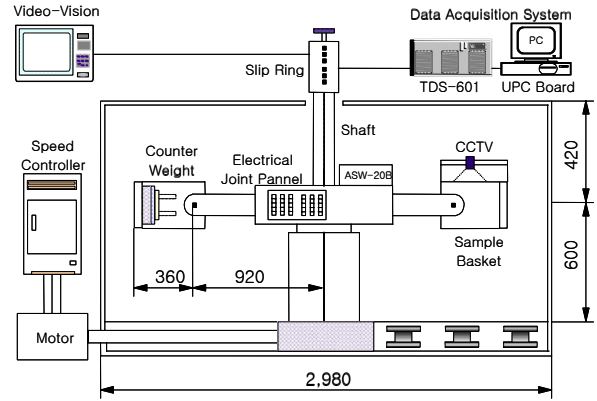 Video-Vision
Data Acquisition System
PC
Slip Ring
TDS-601
UPC Board
Shaft
Speed
Controller
Counter
Weight
Electrical
Joint Pannel
ASW-20B
CCTV
420
Sample
Basket
600
360
920
Motor
2,980